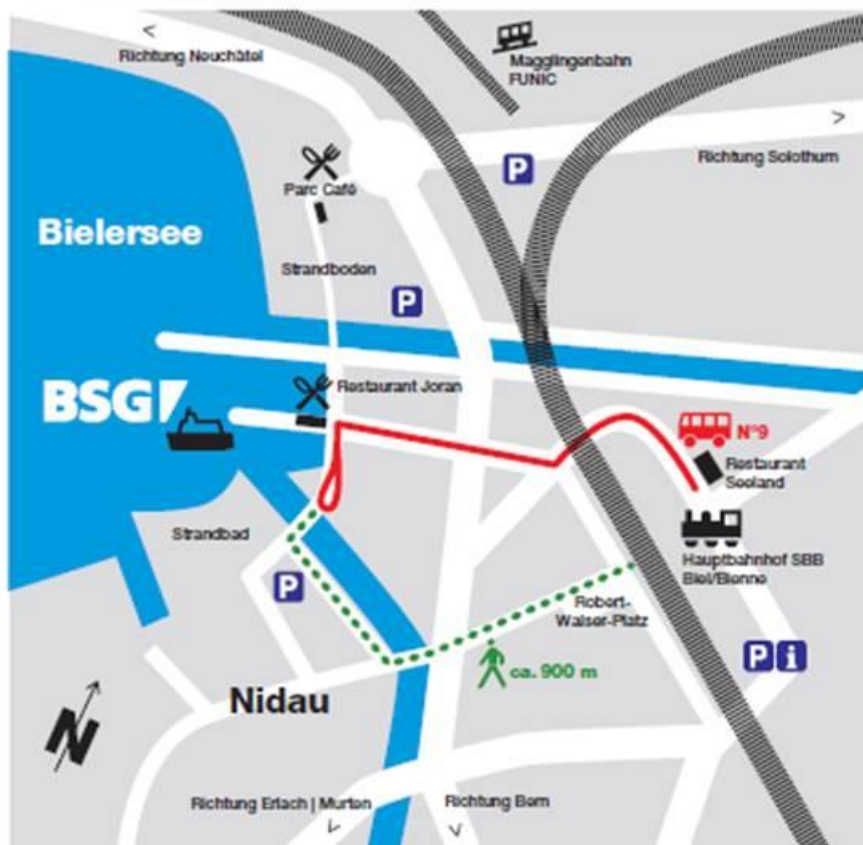 Richtung Neuchâtel
Magglingenbahn
FUNIC
Richtung Solothurn
P
Parc Café
Bielersee
Strandboden
P
BSG
Restaurant Joran
N°9
Restaurant
Seeland
Strandbad
Hauptbahnhof SBB
Biel/Bienne
P
Robert-
Walser-Platz
P i
ca. 900 m
Nidau
N
Richtung Erlach | Murten
Richtung Bern